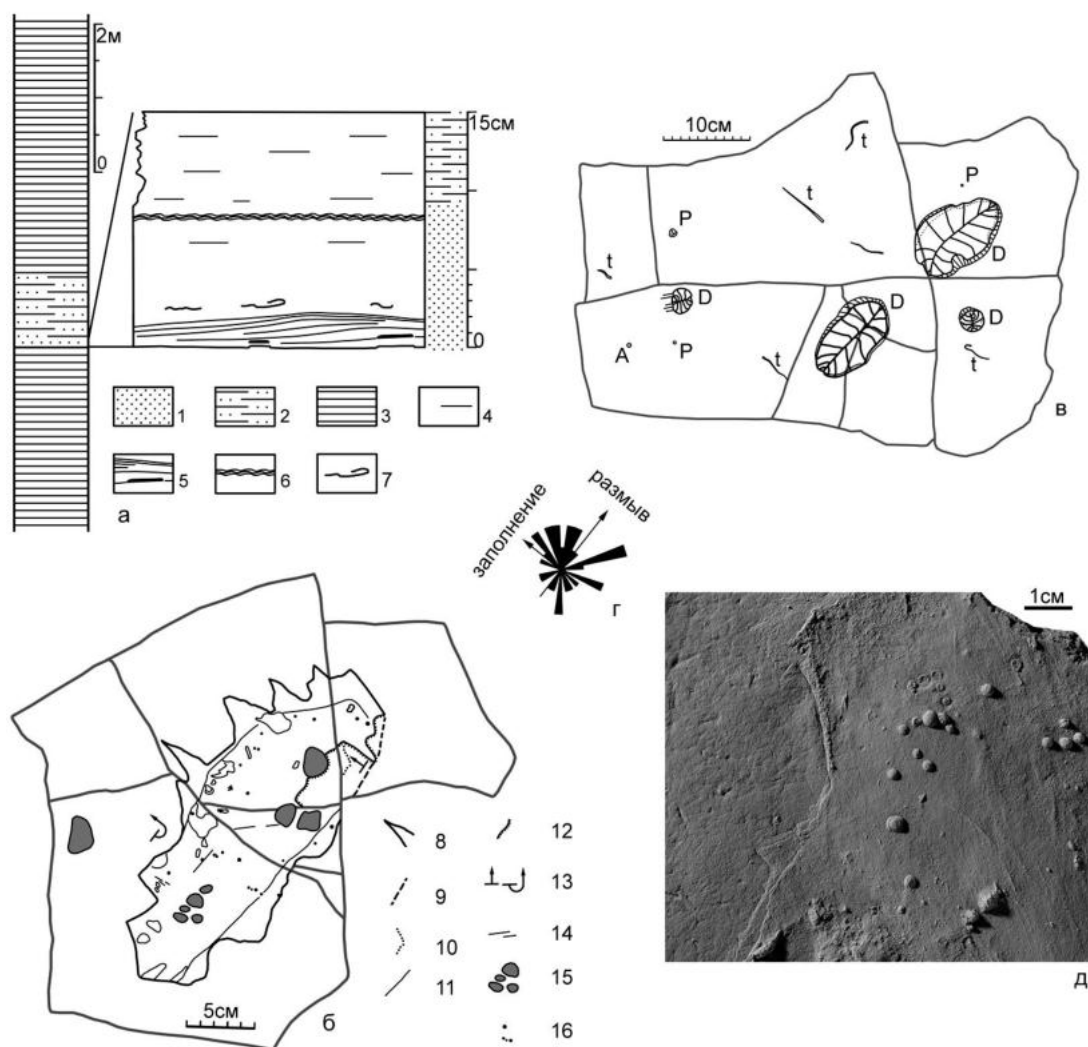 2м
0
15см
0
1
2
3
4
5
6
7
а
10см
t
P
t
P
D
t
D
D
D
A
P
t
t
в
заполнение
размыв
г
8
12
9
13
10
14
11
15
16
5см
б
1см
д